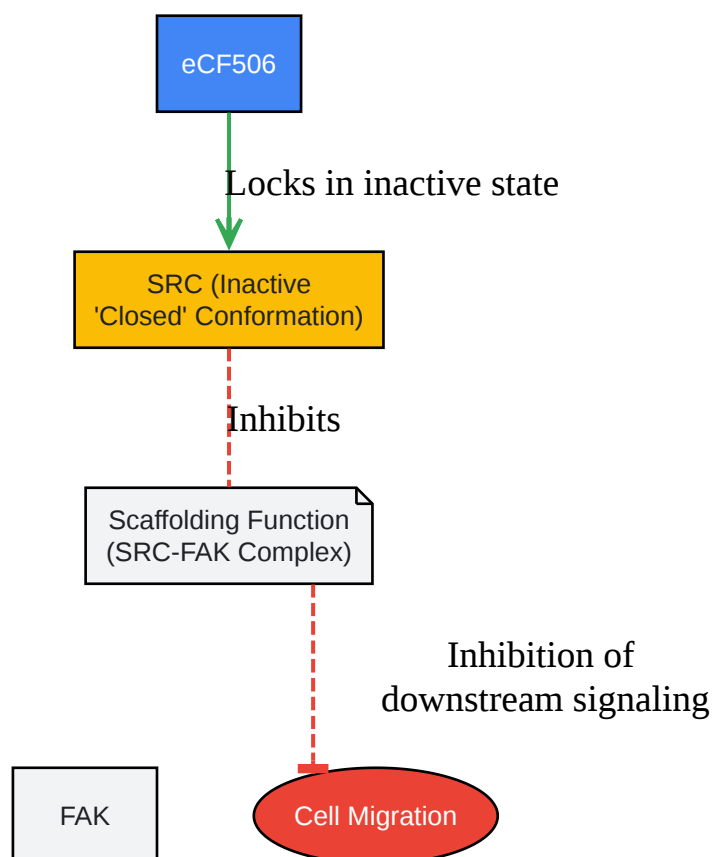 eCF506
Locks in inactive state
SRC (Inactive
'Closed' Conformation)
Inhibits
Scaffolding Function
(SRC-FAK Complex)
Inhibition of
downstream signaling
FAK
Cell Migration